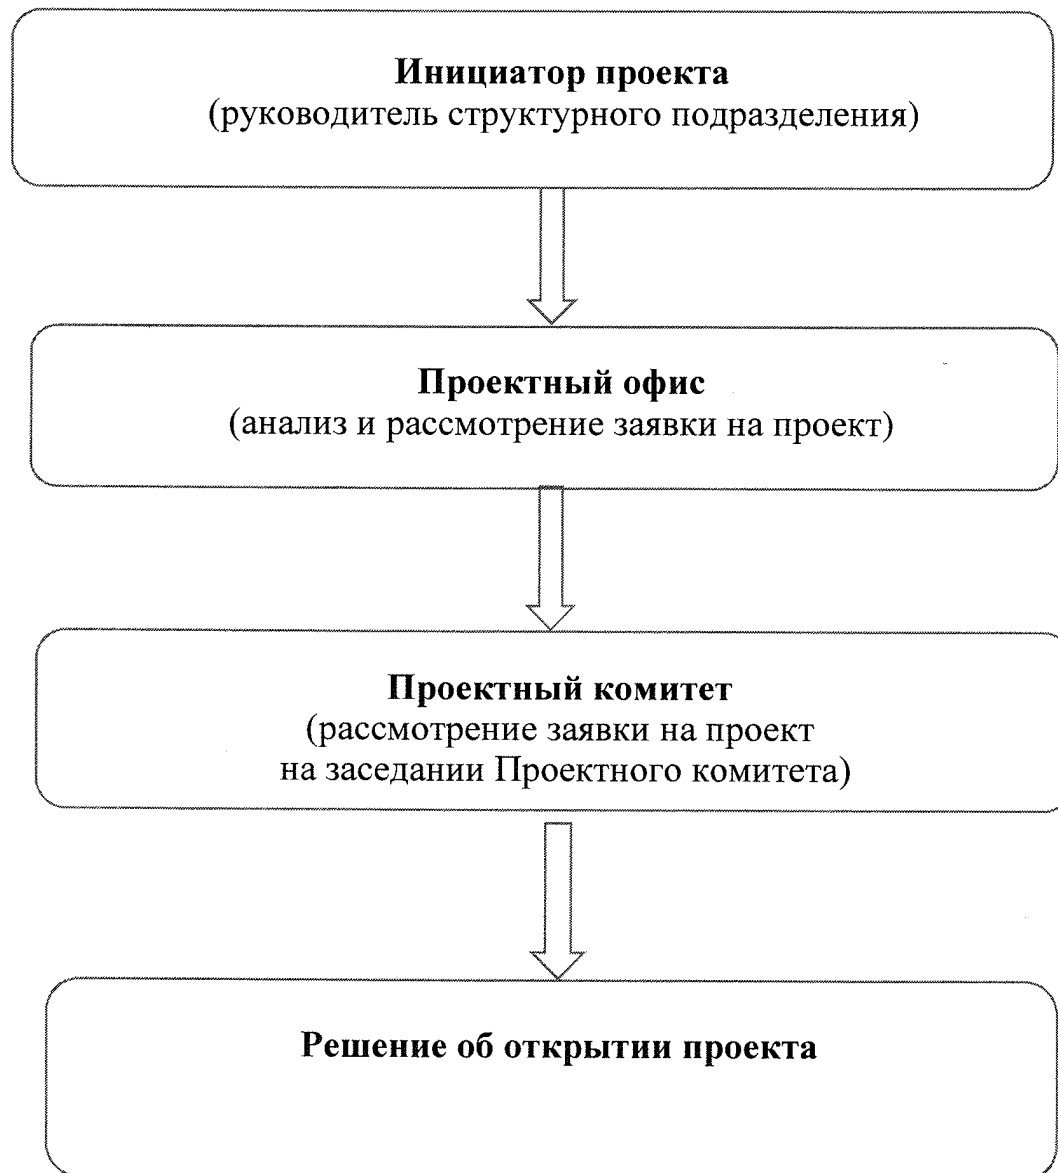 Инициатор проекта
(руководитель структурного подразделения)
Проектный офис
(анализ и рассмотрение заявки на проект)
Проектный комитет
(рассмотрение заявки на проект
на заседании Проектного комитета)
Решение об открытии проекта